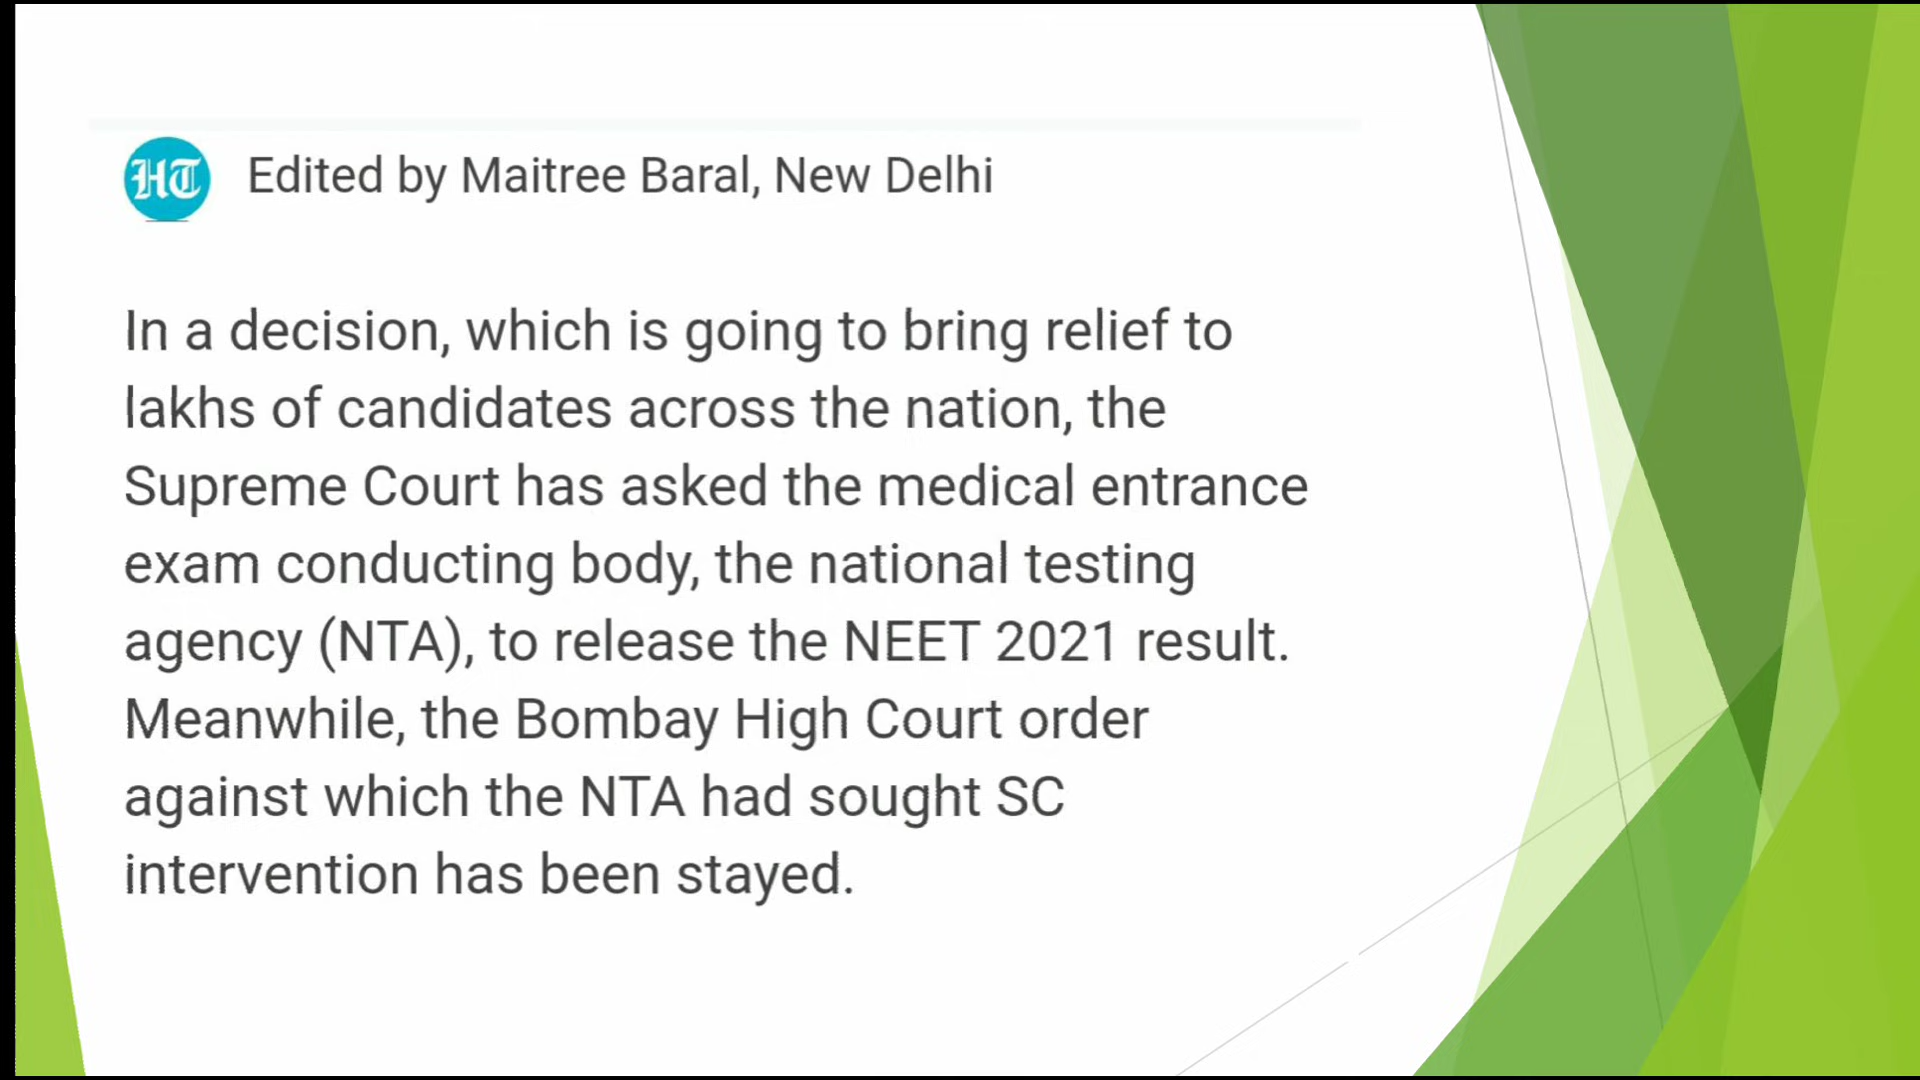 HT Edited by Maitree Baral, New Delhi
In a decision, which is going to bring relief to
lakhs of candidates across the nation, the
Supreme Court has asked the medical entrance
exam conducting body, the national testing
agency (NTA), to release the NEET 2021 result.
Meanwhile, the Bombay High Court order
against which the NTA had sought SC
intervention has been stayed.